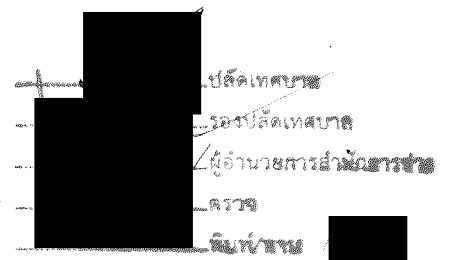 ปลัดเทศบาล
รองปลัดเทศบาล
ผู้อำนวยการสำนักการช่าง
ตรวจ
พิมพ์/ทาน